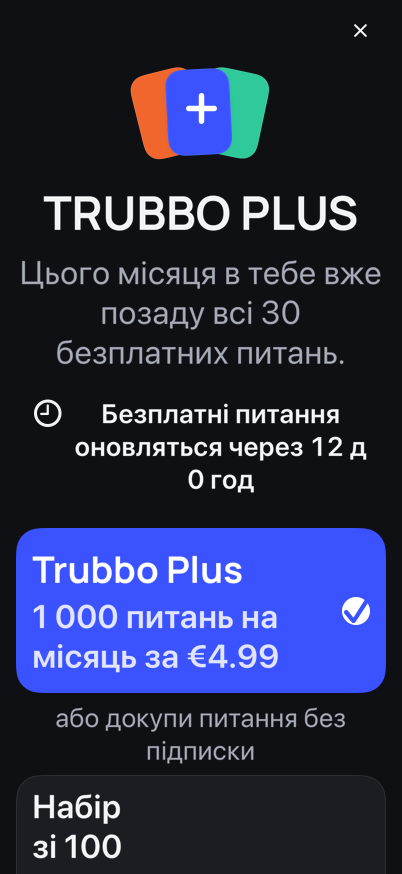 TRUBBO PLUS
Цього місяця в тебе вже
позаду всі 30
безплатних питань.
Безплатні питання
оновляться через 12 д
0 год
Trubbo Plus
1 000 питань на
місяць за €4.99
або докупи питання без
підписки
Набір
зі 100